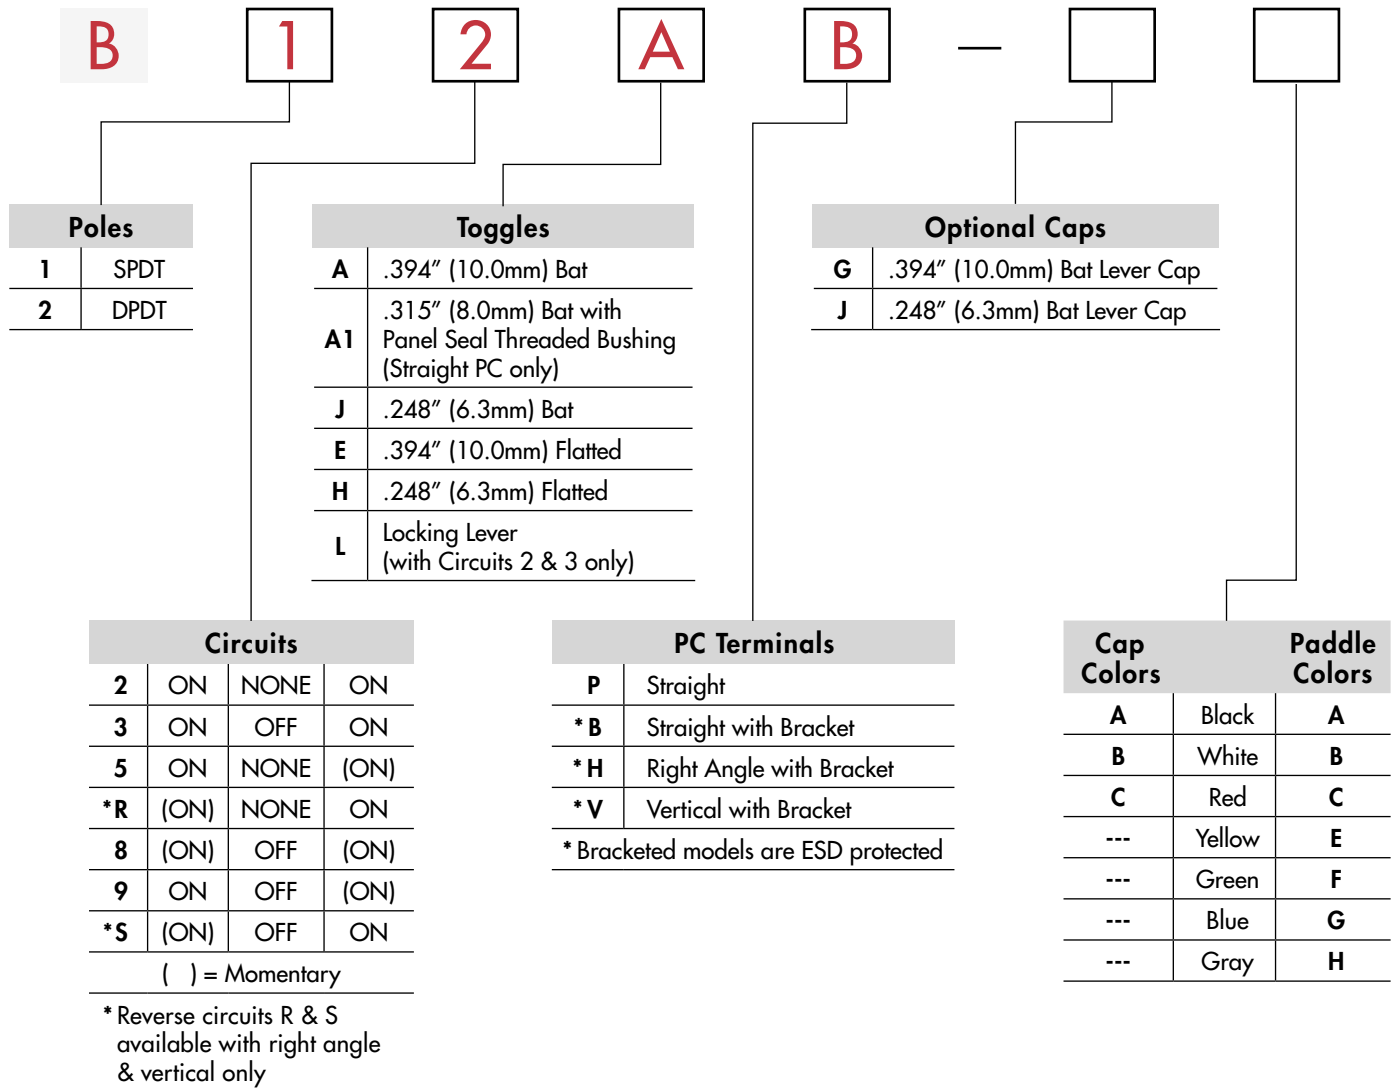 B 1 2 A B —
Poles
1 SPDT
2 DPDT
Toggles
A .394" (10.0mm) Bat
A1 .315" (8.0mm) Bat with
Panel Seal Threaded Bushing
(Straight PC only)
J .248" (6.3mm) Bat
E .394" (10.0mm) Flatted
H .248" (6.3mm) Flatted
L Locking Lever
(with Circuits 2 & 3 only)
Optional Caps
G .394" (10.0mm) Bat Lever Cap
J .248" (6.3mm) Bat Lever Cap
Circuits
2 ON NONE ON
3 ON OFF ON
5 ON NONE (ON)
*R (ON) NONE ON
8 (ON) OFF (ON)
9 ON OFF (ON)
*S (ON) OFF ON
( ) = Momentary
* Reverse circuits R & S
available with right angle
& vertical only
PC Terminals
P Straight
*B Straight with Bracket
*H Right Angle with Bracket
*V Vertical with Bracket
* Bracketed models are ESD protected
Cap Paddle
Colors Colors
A Black A
B White B
C Red C
--- Yellow E
--- Green F
--- Blue G
--- Gray H